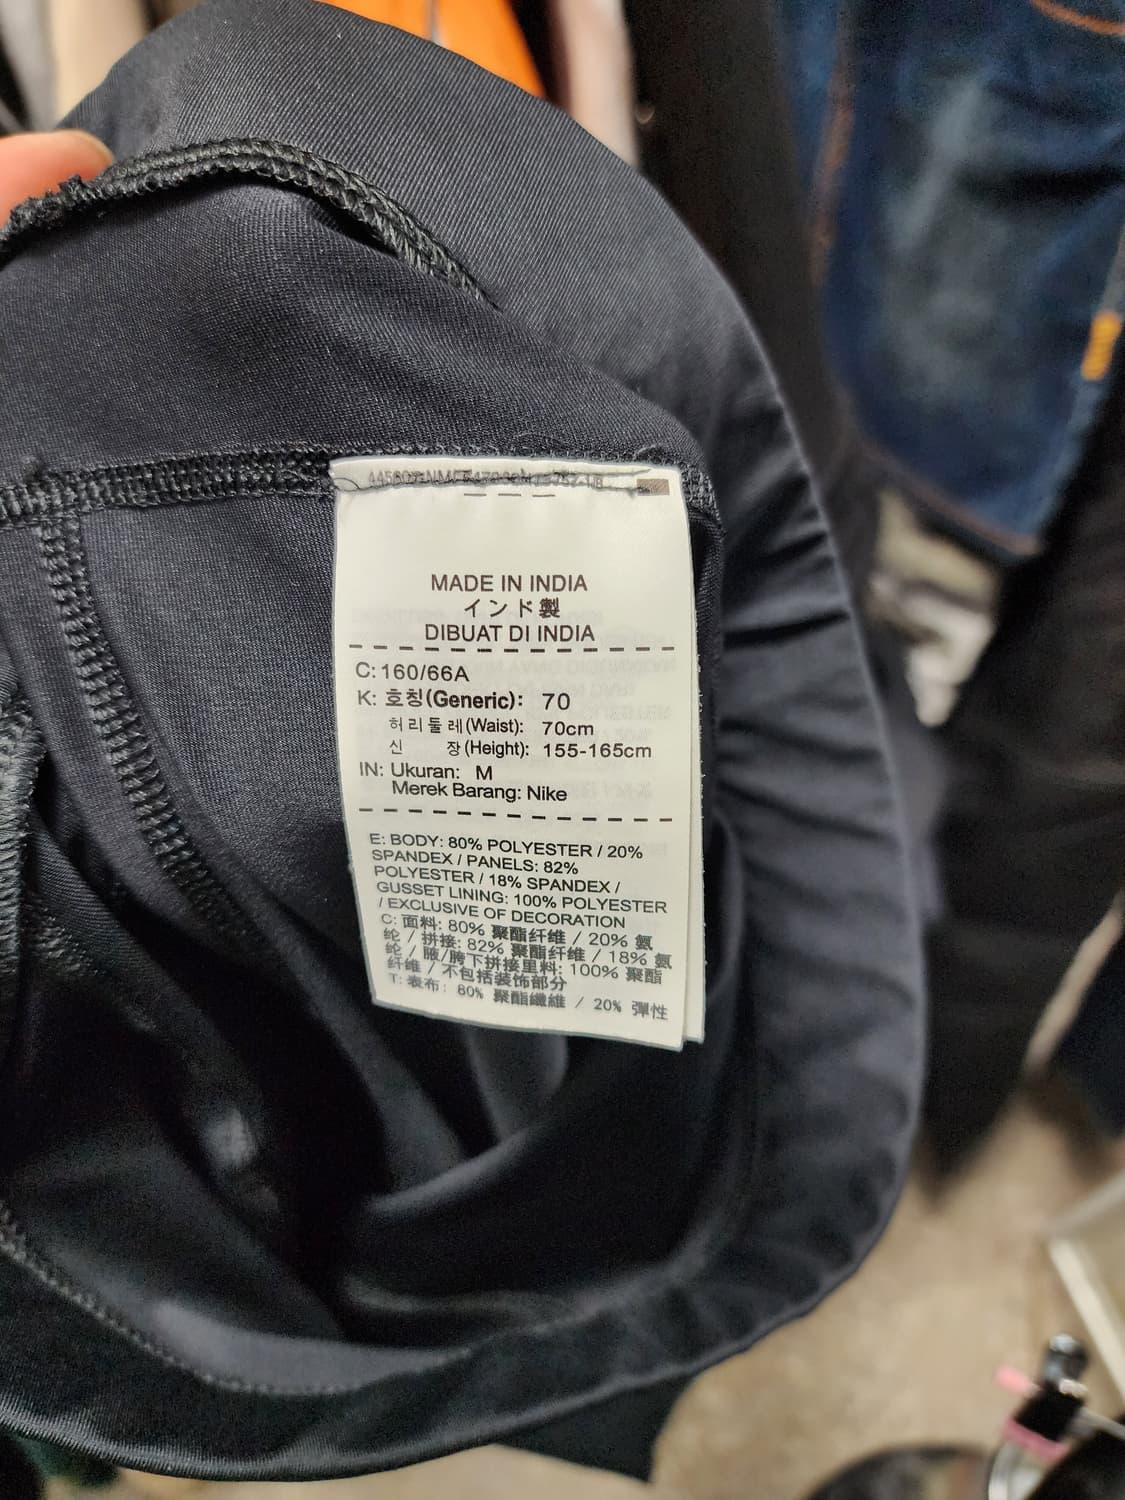 MADE IN INDIA
インド製
DIBUAT DI INDIA
C: 160/66A
K: 호칭(Generic): 70
허리둘레(Waist): 70cm
신 장(Height): 155-165cm
IN: Ukuran: M
Merek Barang: Nike
E: BODY: 80% POLYESTER / 20%
SPANDEX / PANELS: 82%
POLYESTER / 18% SPANDEX /
GUSSET LINING: 100% POLYESTER
/ EXCLUSIVE OF DECORATION
C: 面料: 80% 聚酯纤维 / 20% 氨
纶 / 拼接: 82% 聚酯纤维 / 18% 氨
纶 / 腋/胯下拼接里料: 100% 聚酯
纤维 / 不包括装饰部分
T: 表布: 80% 聚酯纖維 / 20% 彈性